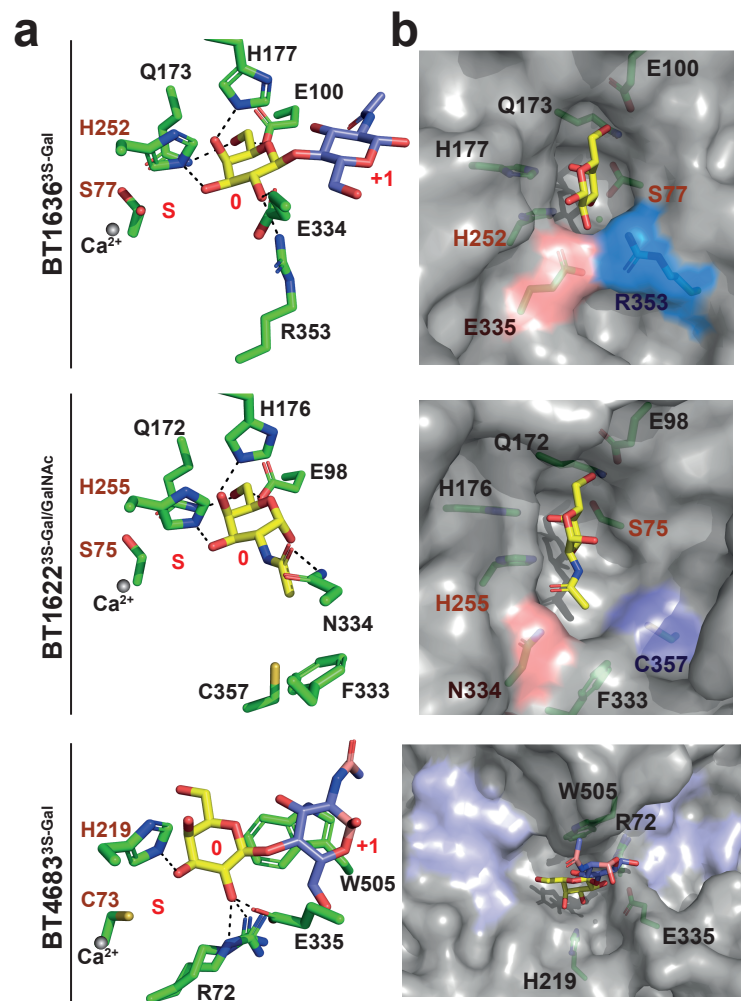 a
b
BT1636 3S-Gal
H177
Q173
E100
H252
S77
S
0
+1
Ca2+
E334
R353
E100
Q173
H177
S77
H252
R353
E335
BT1622 3S-Gal/GalNAc
H176
Q172
E98
H255
S75
S
0
Ca2+
N334
C357
F333
E98
Q172
H176
S75
H255
C357
N334
F333
BT4683 3S-Gal
H219
0
+1
W505
C73
S
Ca2+
E335
R72
W505
R72
E335
H219